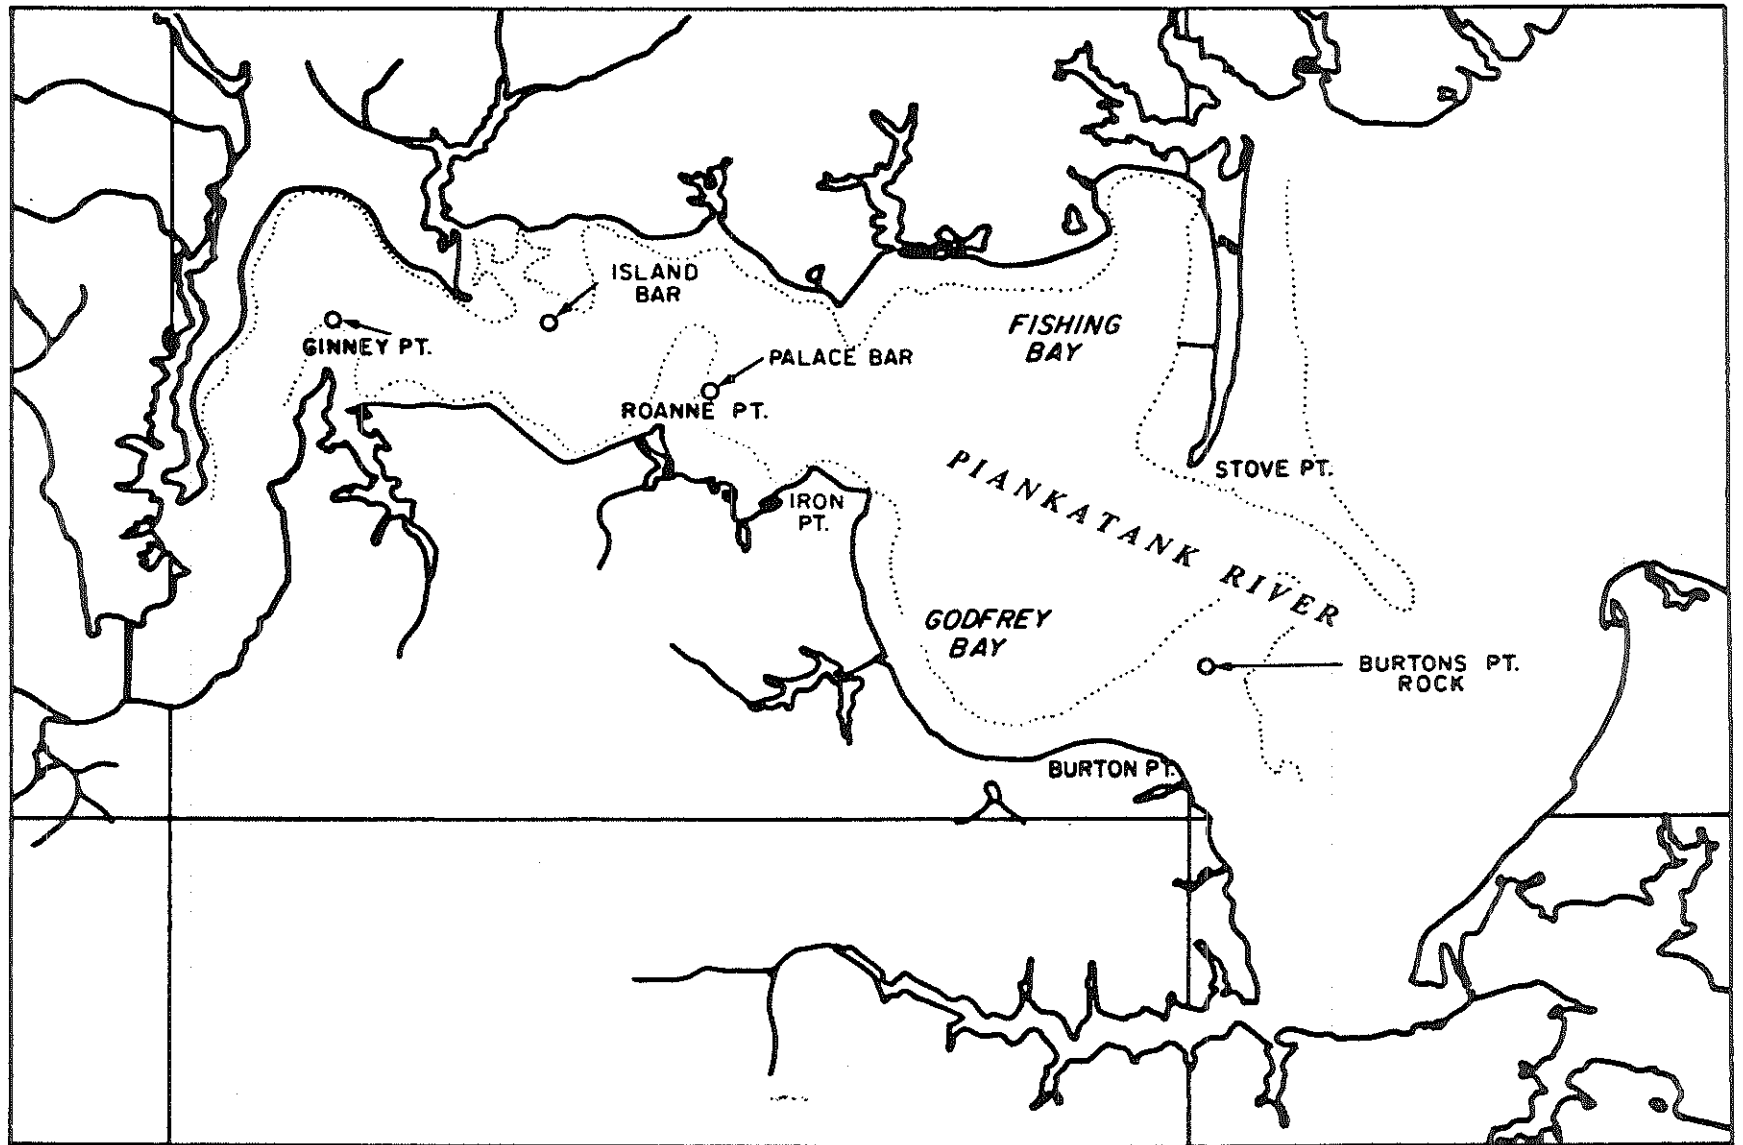 ISLAND
BAR
GINNEY PT.
FISHING
BAY
PALACE BAR
ROANNE PT.
STOVE PT.
IRON
PT.
PIANKATANK RIVER
GODFREY
BAY
BURTONS PT.
ROCK
BURTON PT.